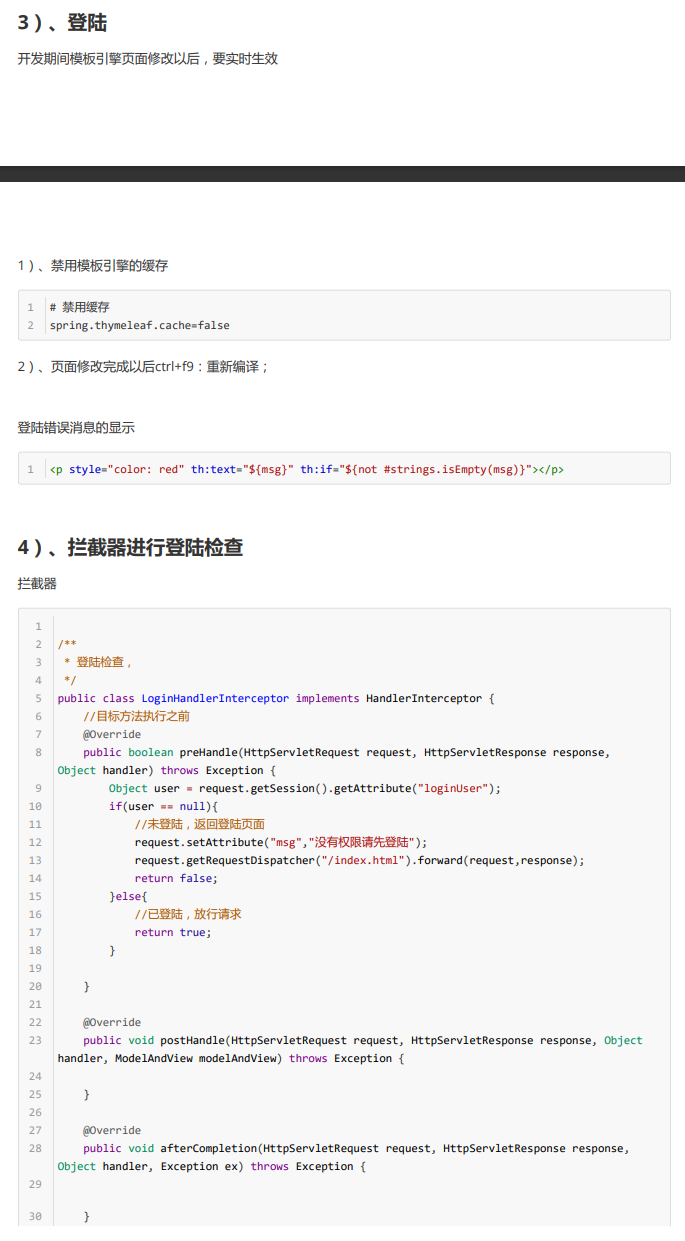 3）、登陆
开发期间模板引擎页面修改以后，要实时生效
1）、禁用模板引擎的缓存
1 # 禁用缓存
2 spring.thymeleaf.cache=false
2）、页面修改完成以后ctrl+f9：重新编译；
登陆错误消息的显示
1 <p style="color: red" th:text="${msg}" th:if="${not #strings.isEmpty(msg)}"></p>
4）、拦截器进行登陆检查
拦截器
1
2 /**
3  * 登陆检查，
4  */
5 public class LoginHandlerInterceptor implements HandlerInterceptor {
6     //目标方法执行之前
7     @Override
8     public boolean preHandle(HttpServletRequest request, HttpServletResponse response,
Object handler) throws Exception {
9         Object user = request.getSession().getAttribute("loginUser");
10         if(user == null){
11             //未登陆，返回登陆页面
12             request.setAttribute("msg","没有权限请先登陆");
13             request.getRequestDispatcher("/index.html").forward(request,response);
14             return false;
15         }else{
16             //已登陆，放行请求
17             return true;
18         }
19
20     }
21
22     @Override
23     public void postHandle(HttpServletRequest request, HttpServletResponse response, Object
handler, ModelAndView modelAndView) throws Exception {
24
25     }
26
27     @Override
28     public void afterCompletion(HttpServletRequest request, HttpServletResponse response,
Object handler, Exception ex) throws Exception {
29
30     }